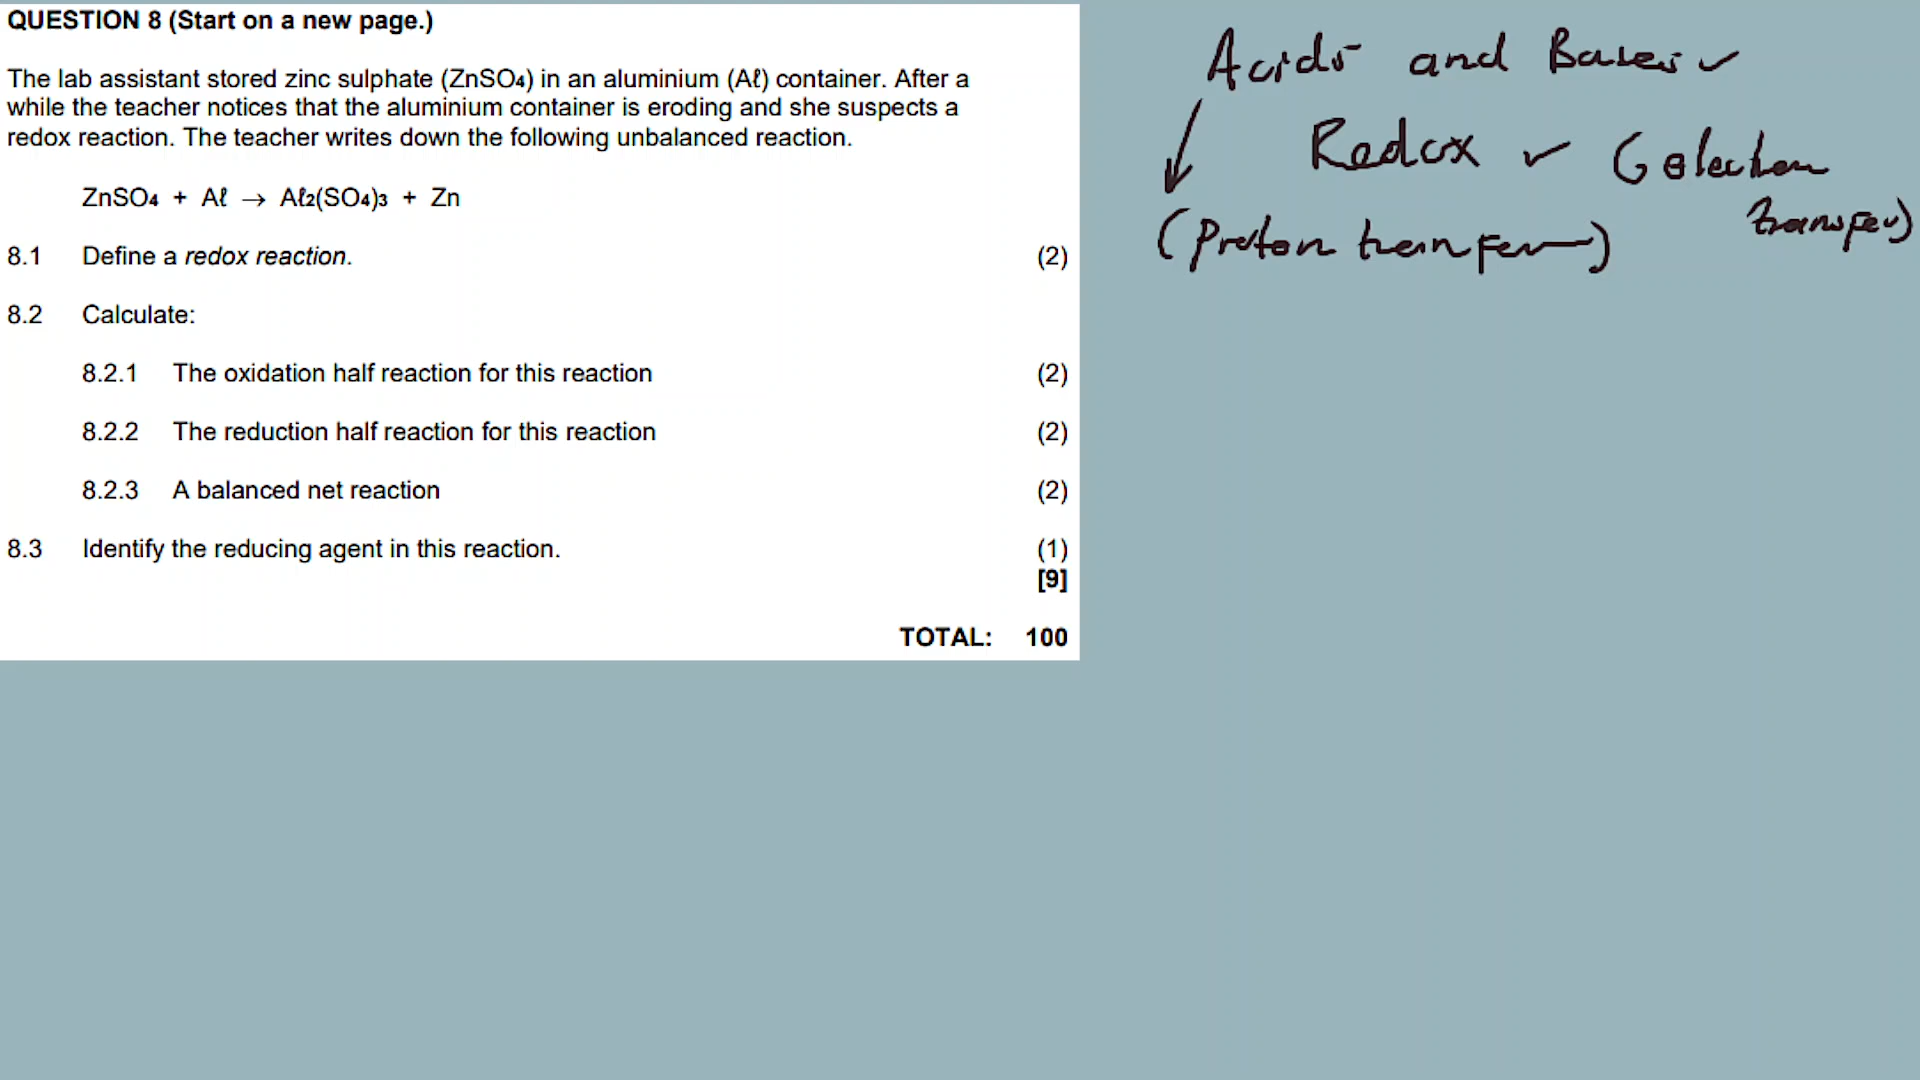 QUESTION 8 (Start on a new page.)
The lab assistant stored zinc sulphate (ZnSO₄) in an aluminium (Aℓ) container. After a
while the teacher notices that the aluminium container is eroding and she suspects a
redox reaction. The teacher writes down the following unbalanced reaction.
ZnSO₄ + Aℓ → Aℓ₂(SO₄)₃ + Zn
8.1 Define a redox reaction. (2)
8.2 Calculate:
8.2.1 The oxidation half reaction for this reaction (2)
8.2.2 The reduction half reaction for this reaction (2)
8.2.3 A balanced net reaction (2)
8.3 Identify the reducing agent in this reaction. (1)
[9]
TOTAL: 100
Acids and Bases ✓
Redox ✓ (electron
transfer)
(Proton transfer)